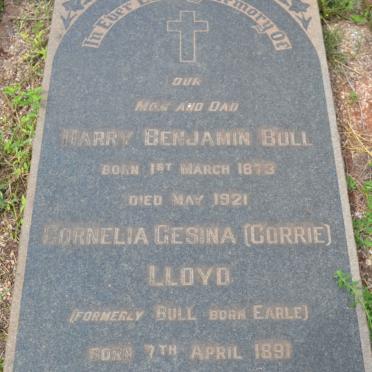 In Ever Loving Memory Of
OUR
MOM AND DAD
HARRY BENJAMIN BULL
BORN 1ST MARCH 1873
DIED MAY 1921
CORNELIA GESINA (CORRIE)
LLOYD
(FORMERLY BULL BORN EARLE)
BORN 7TH APRIL 1891